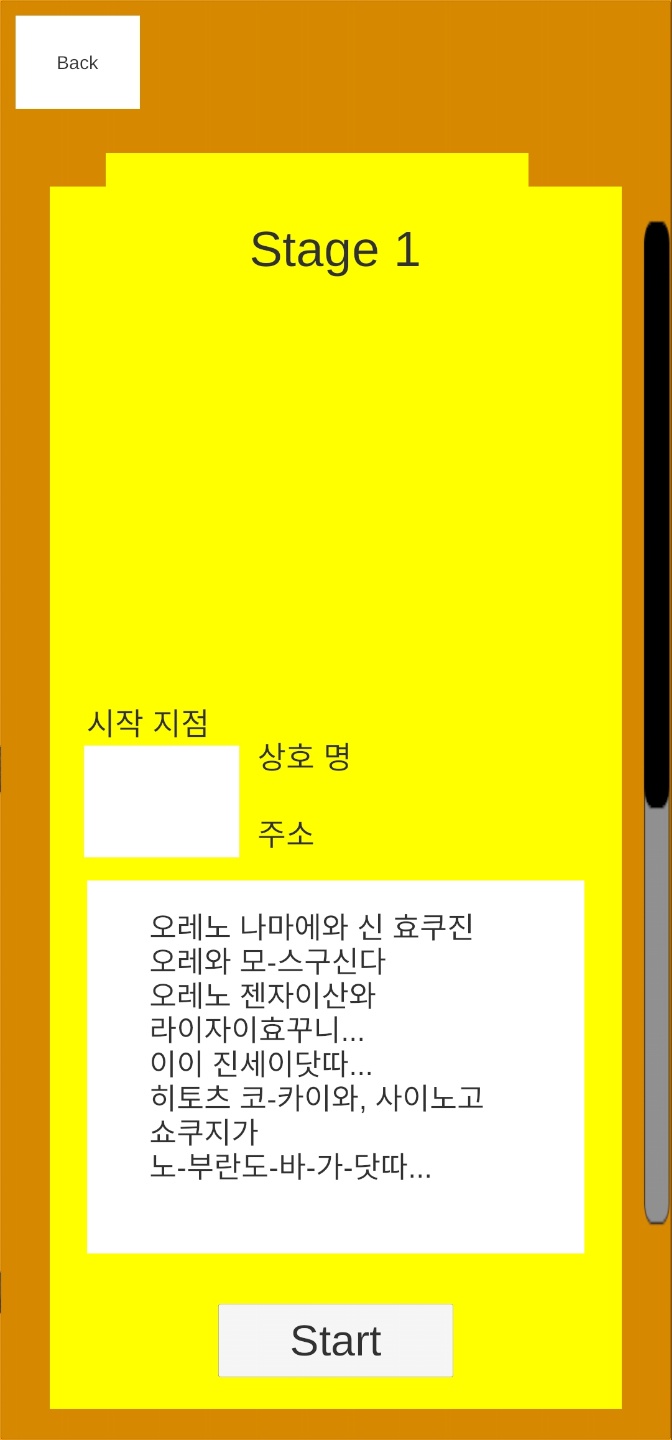 Back
Stage 1
시작 지점
상호 명
주소
오레노 나마에와 신 효쿠진
오레와 모-스구신다
오레노 젠자이산와
라이자이효꾸니...
이이 진세이닷따...
히토츠 코-카이와, 사이노고
쇼쿠지가
노-부란도-바-가-닷따...
Start